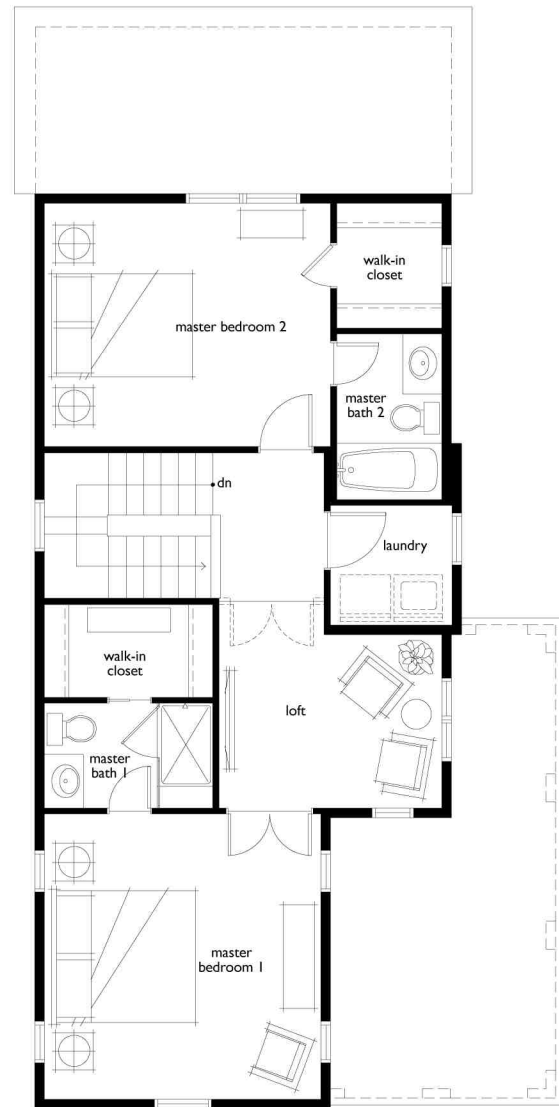 walk-in
closet
master bedroom 2
master
bath 2
dn
laundry
walk-in
closet
loft
master
bath 1
master
bedroom 1